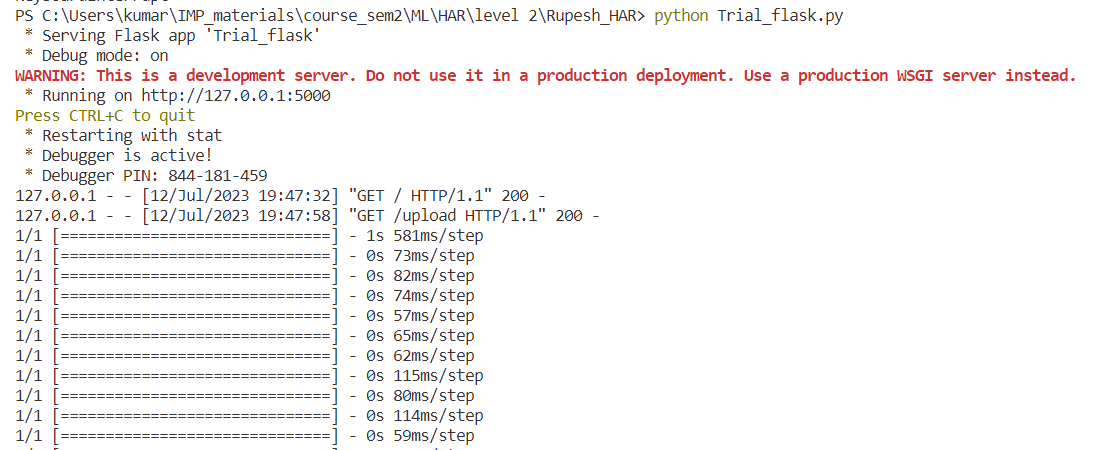 PS C:\Users\kumar\IMP_materials\course_sem2\ML\HAR\level 2\Rupesh_HAR> python Trial_flask.py
 * Serving Flask app 'Trial_flask'
 * Debug mode: on
WARNING: This is a development server. Do not use it in a production deployment. Use a production WSGI server instead.
 * Running on http://127.0.0.1:5000
Press CTRL+C to quit
 * Restarting with stat
 * Debugger is active!
 * Debugger PIN: 844-181-459
127.0.0.1 - - [12/Jul/2023 19:47:32] "GET / HTTP/1.1" 200 -
127.0.0.1 - - [12/Jul/2023 19:47:58] "GET /upload HTTP/1.1" 200 -
1/1 [==============================] - 1s 581ms/step
1/1 [==============================] - 0s 73ms/step
1/1 [==============================] - 0s 82ms/step
1/1 [==============================] - 0s 74ms/step
1/1 [==============================] - 0s 57ms/step
1/1 [==============================] - 0s 65ms/step
1/1 [==============================] - 0s 62ms/step
1/1 [==============================] - 0s 115ms/step
1/1 [==============================] - 0s 80ms/step
1/1 [==============================] - 0s 114ms/step
1/1 [==============================] - 0s 59ms/step